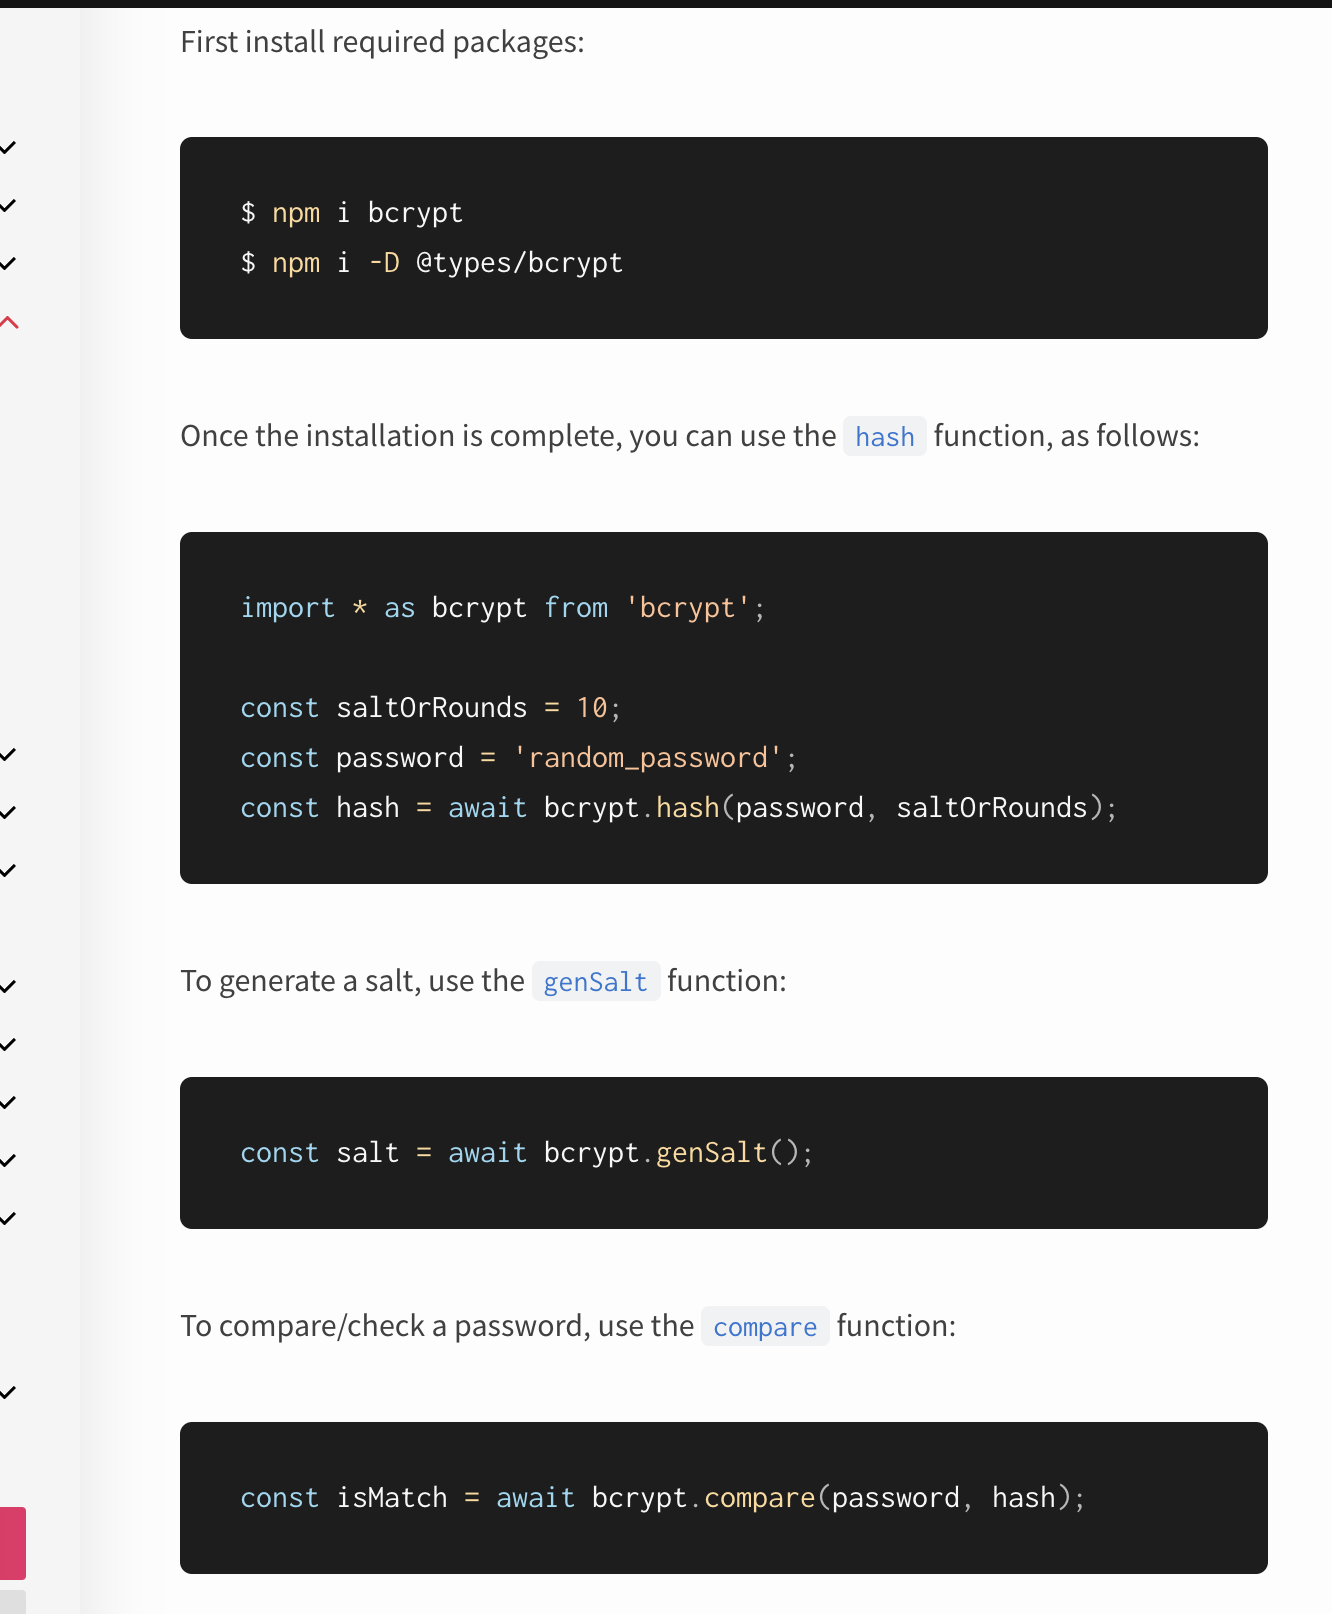 First install required packages:
$ npm i bcrypt
$ npm i -D @types/bcrypt
Once the installation is complete, you can use the hash function, as follows:
import * as bcrypt from 'bcrypt';
const saltOrRounds = 10;
const password = 'random_password';
const hash = await bcrypt.hash(password, saltOrRounds);
To generate a salt, use the genSalt function:
const salt = await bcrypt.genSalt();
To compare/check a password, use the compare function:
const isMatch = await bcrypt.compare(password, hash);